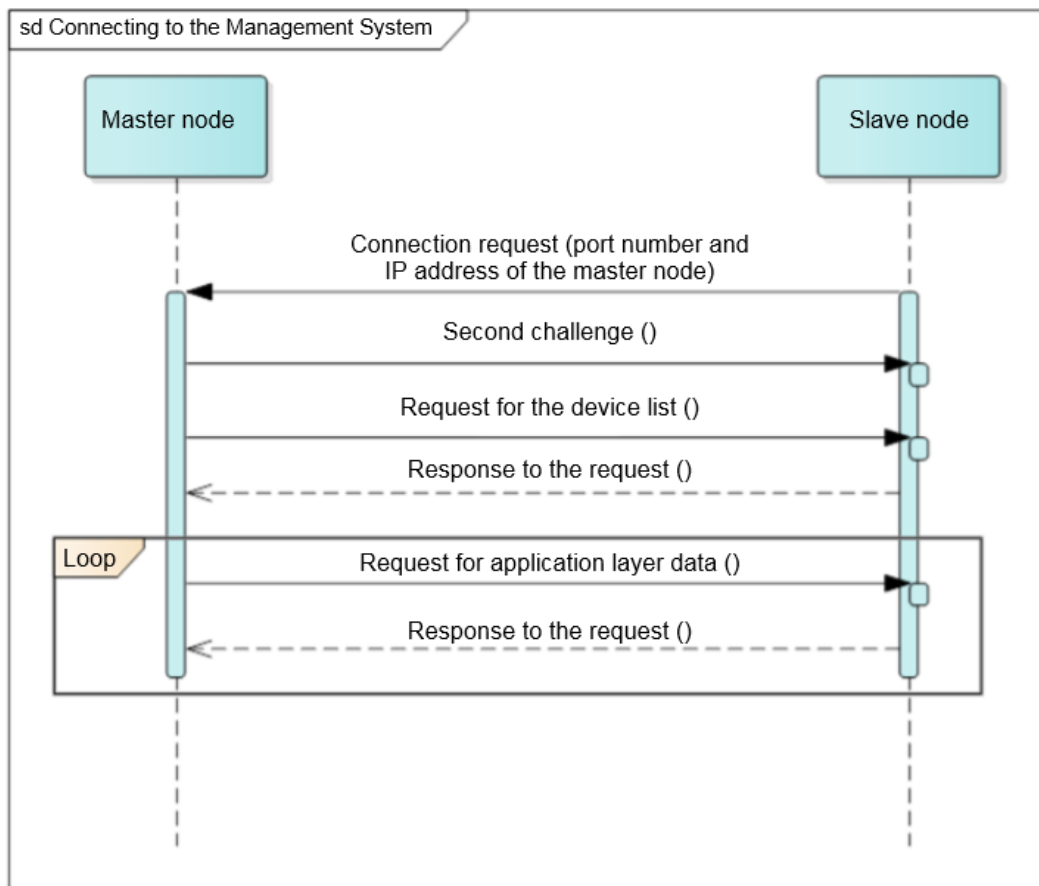 sd Connecting to the Management System
Master node
Slave node
Connection request (port number and
IP address of the master node)
Second challenge ()
Request for the device list ()
Response to the request ()
Loop
Request for application layer data ()
Response to the request ()